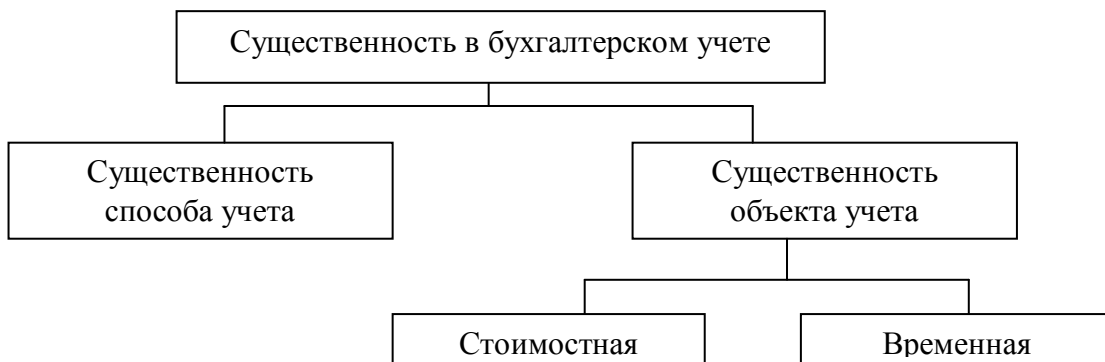 Существенность в бухгалтерском учете
Существенность
способа учета
Существенность
объекта учета
Стоимостная
Временная